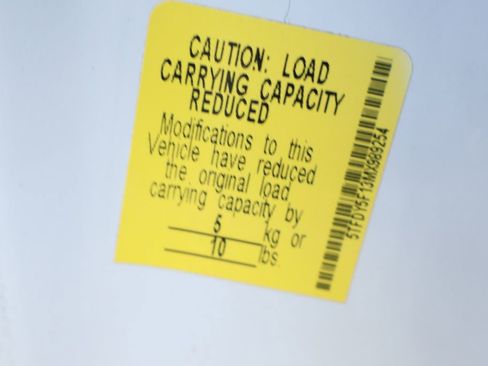 CAUTION: LOAD
CARRYING CAPACITY
REDUCED
Modifications to this
Vehicle have reduced
the original load
carrying capacity by
5 kg or
10 lbs.
5TFDY5F13MX989254